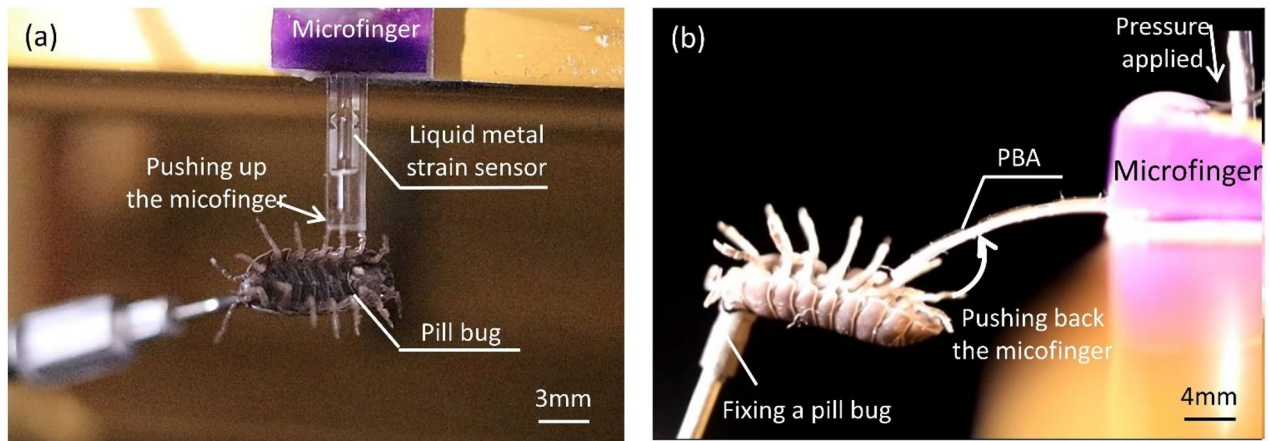 (a)
Microfinger
Liquid metal
strain sensor
Pushing up
the micofinger
Pill bug
3mm
(b)
Pressure
applied
PBA
Microfinger
Pushing back
the micofinger
Fixing a pill bug
4mm